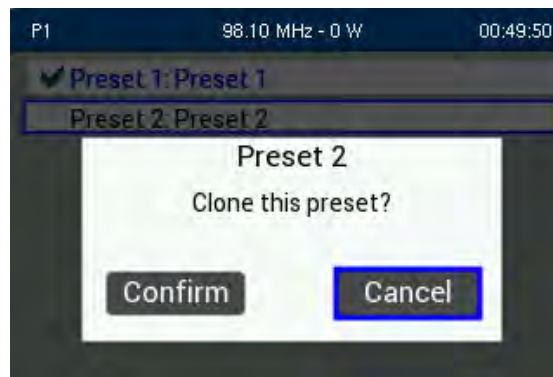 P1 98.10 MHz - 0 W 00:49:50
Preset 1: Preset 1
Preset 2: Preset 2
Preset 2
Clone this preset?
Confirm Cancel